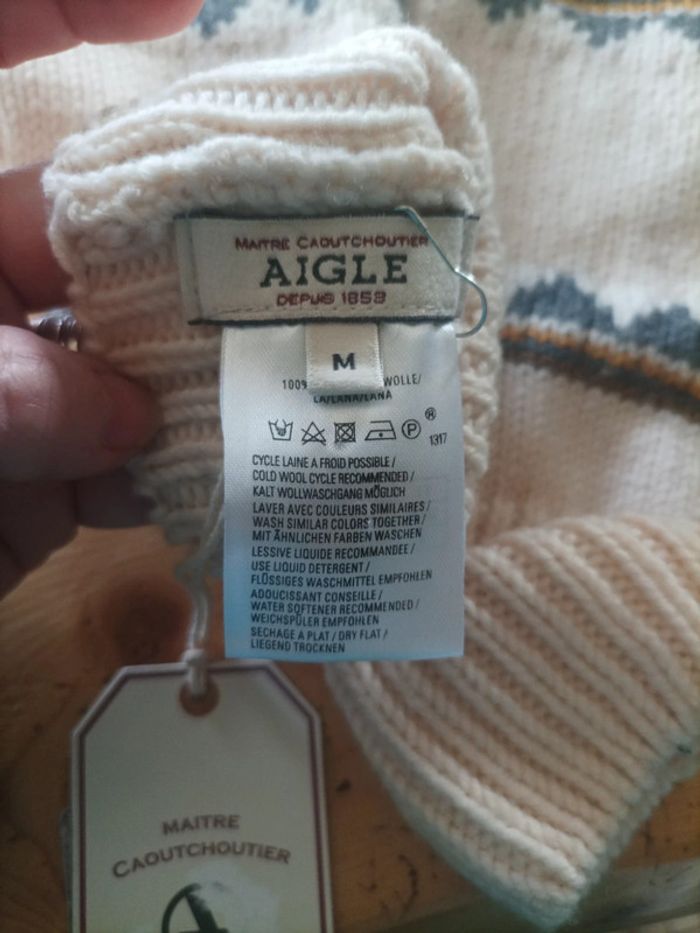 MAITRE CAOUTCHOUTIER
AIGLE
DEPUIS 1853
M
100% WOLLE/
LA/LANA/LANA
P
®
1317
CYCLE LAINE A FROID POSSIBLE /
COLD WOOL CYCLE RECOMMENDED /
KALT WOLLWASCHGANG MÖGLICH
LAVER AVEC COULEURS SIMILAIRES /
WASH SIMILAR COLORS TOGETHER /
MIT ÄHNLICHEN FARBEN WASCHEN
LESSIVE LIQUIDE RECOMMANDEE /
USE LIQUID DETERGENT /
FLÜSSIGES WASCHMITTEL EMPFOHLEN
ADOUCISSANT CONSEILLE /
WATER SOFTENER RECOMMENDED /
WEICHSPÜLER EMPFOHLEN
SECHAGE A PLAT / DRY FLAT /
LIEGEND TROCKNEN
MAITRE
CAOUTCHOUTIER